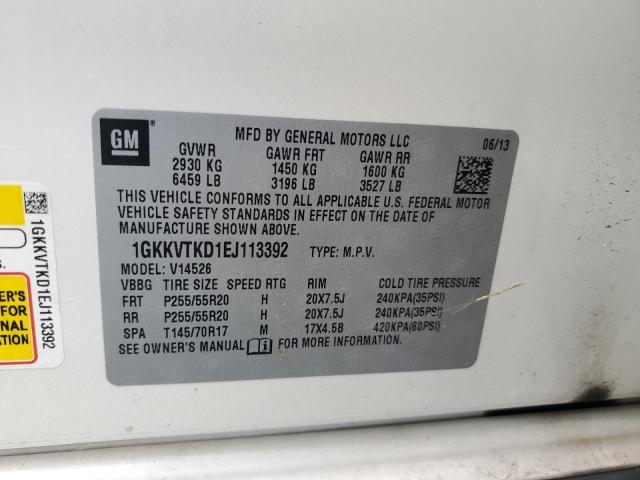 GM
MFD BY GENERAL MOTORS LLC 06/13
GVWR GAWR FRT GAWR RR
2930 KG 1450 KG 1600 KG
6459 LB 3196 LB 3527 LB
THIS VEHICLE CONFORMS TO ALL APPLICABLE U.S. FEDERAL MOTOR
VEHICLE SAFETY STANDARDS IN EFFECT ON THE DATE OF
MANUFACTURE SHOWN ABOVE.
1GKKVTKD1EJ113392 TYPE: M.P.V.
MODEL: V14526
VBBG TIRE SIZE SPEED RTG RIM COLD TIRE PRESSURE
FRT P255/55R20 H 20X7.5J 240KPA(35PSI)
RR P255/55R20 H 20X7.5J 240KPA(35PSI)
SPA T145/70R17 M 17X4.5B 420KPA(60PSI)
SEE OWNER'S MANUAL FOR MORE INFORMATION.
1GKKVTKD1EJ113392
ER'S
FOR
NAL
TION